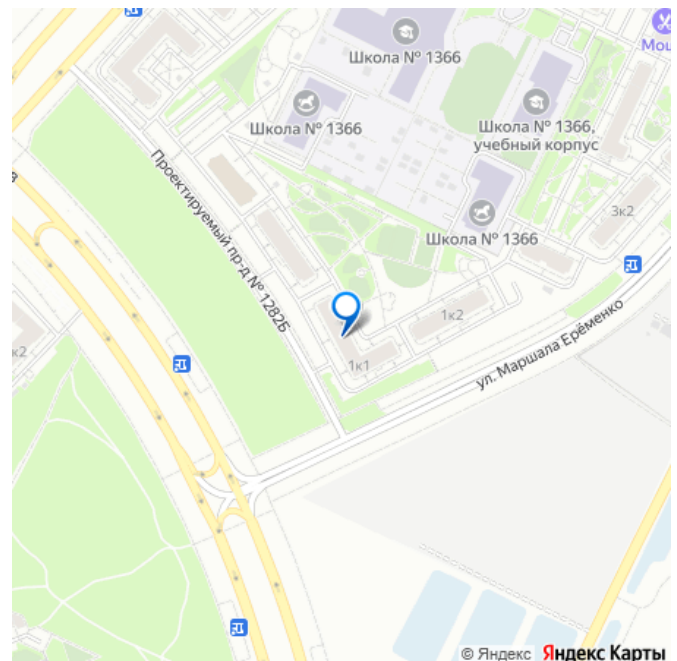 Школа № 1366
Мош
Школа № 1366
Школа № 1366,
учебный корпус
Проектируемый пр-д № 1282Б
в
3к2
Школа № 1366
1к2
ул. Маршала Ерёменко
к2
1к1
© Яндекс Яндекс Карты